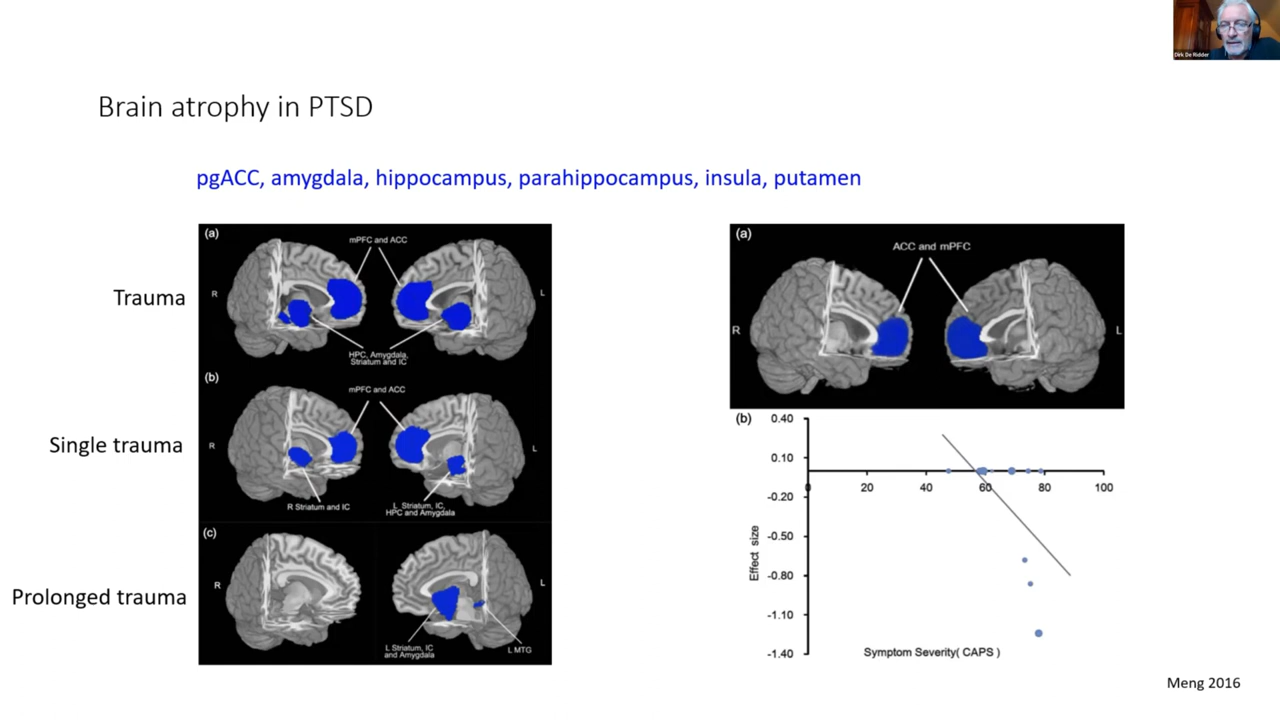 Dirk De Ridder
Brain atrophy in PTSD
pgACC, amygdala, hippocampus, parahippocampus, insula, putamen
Trauma
(a)
mPFC and ACC
R
L
HPC, Amygdala,
Striatum and IC
Single trauma
(b)
mPFC and ACC
R
L
R Striatum and IC
L Striatum, IC,
HPC and Amygdala
Prolonged trauma
(c)
R
L
L Striatum, IC
and Amygdala
L MTG
(a)
ACC and mPFC
R
L
(b)
0.40
0.10
-0.20
-0.50
-0.80
-1.10
-1.40
0
20
40
60
80
100
Effect size
Symptom Severity( CAPS )
Meng 2016